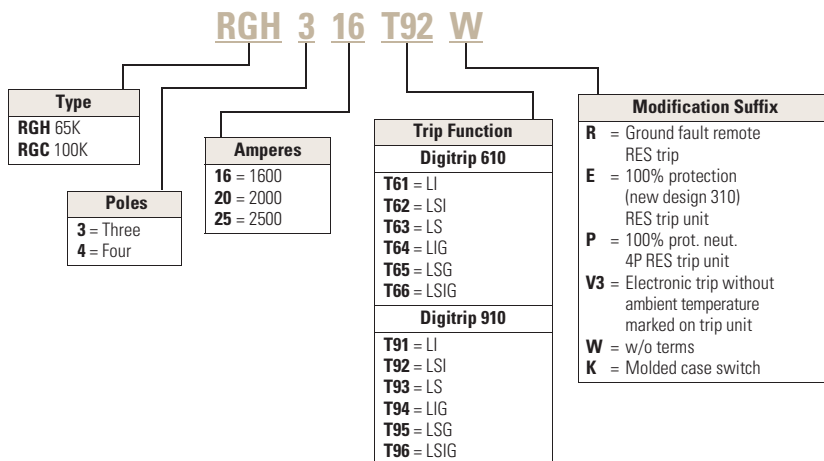 RGH 3 16 T92 W
Type
RGH 65K
RGC 100K
Poles
3 = Three
4 = Four
Amperes
16 = 1600
20 = 2000
25 = 2500
Trip Function
Digitrip 610
T61 = LI
T62 = LSI
T63 = LS
T64 = LIG
T65 = LSG
T66 = LSIG
Digitrip 910
T91 = LI
T92 = LSI
T93 = LS
T94 = LIG
T95 = LSG
T96 = LSIG
Modification Suffix
R = Ground fault remote
RES trip
E = 100% protection
(new design 310)
RES trip unit
P = 100% prot. neut.
4P RES trip unit
V3 = Electronic trip without
ambient temperature
marked on trip unit
W = w/o terms
K = Molded case switch